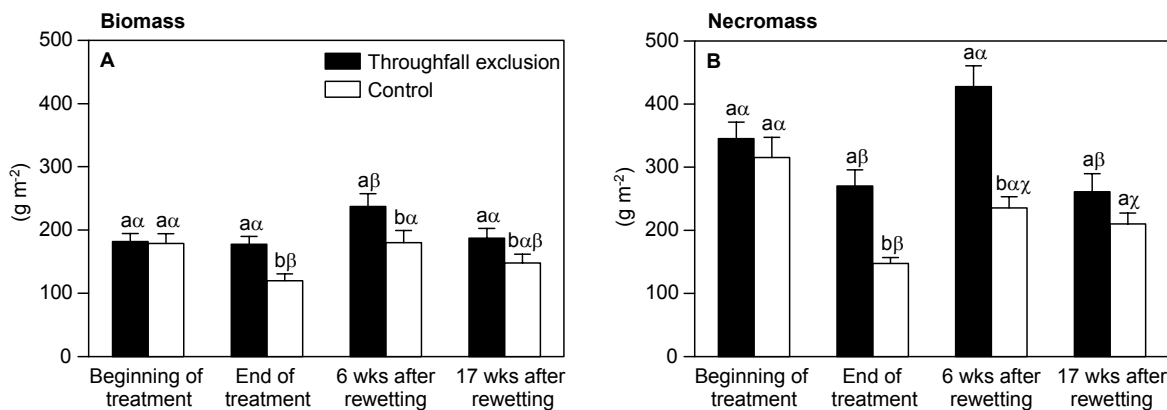 Biomass
500
400
300
200
100
0
(g m⁻²)
A
Throughfall exclusion
Control
aα aα
aα bβ
aβ bα
aα bαβ
Beginning of
treatment
End of
treatment
6 wks after
rewetting
17 wks after
rewetting
Necromass
500
400
300
200
100
0
(g m⁻²)
B
aα aα
aβ bβ
aα bαχ
aβ aχ
Beginning of
treatment
End of
treatment
6 wks after
rewetting
17 wks after
rewetting